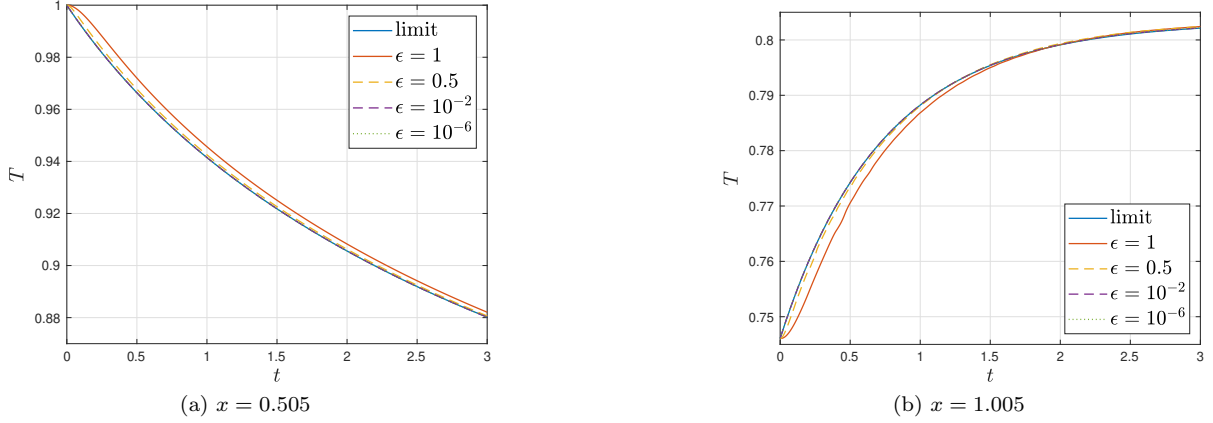 1
0.98
0.96
0.94
0.92
0.9
0.88
T
0 0.5 1 1.5 2 2.5 3
t
limit
ϵ = 1
ϵ = 0.5
ϵ = 10⁻²
ϵ = 10⁻⁶
(a) x = 0.505
0.8
0.79
0.78
0.77
0.76
0.75
T
0 0.5 1 1.5 2 2.5 3
t
limit
ϵ = 1
ϵ = 0.5
ϵ = 10⁻²
ϵ = 10⁻⁶
(b) x = 1.005